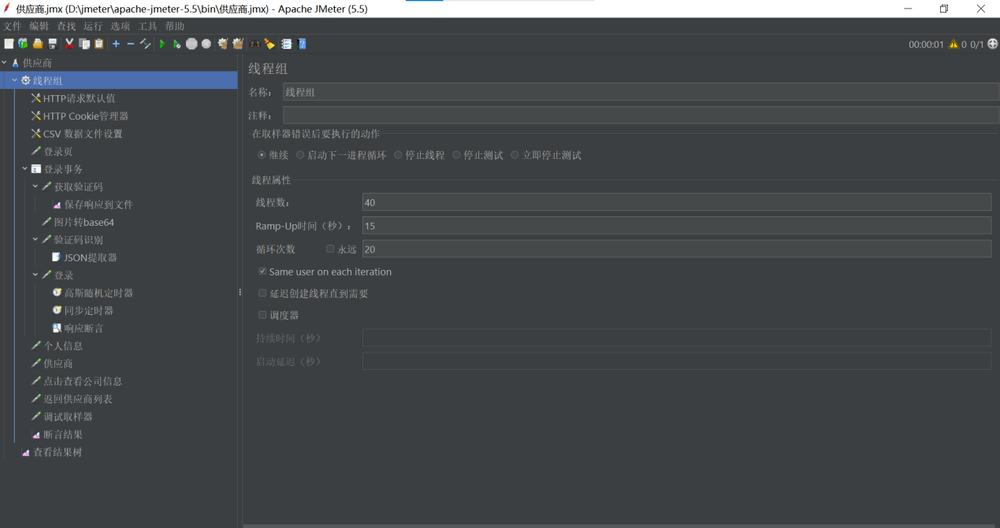 供应商.jmx (D:\jmeter\apache-jmeter-5.5\bin\供应商.jmx) - Apache JMeter (5.5)
文件 编辑 查找 运行 选项 工具 帮助
00:00:01 0 0/1
供应商
线程组
HTTP请求默认值
HTTP Cookie管理器
CSV 数据文件设置
登录页
登录事务
获取验证码
保存响应到文件
图片转base64
验证码识别
JSON提取器
登录
高斯随机定时器
同步定时器
响应断言
个人信息
供应商
点击查看公司信息
返回供应商列表
调试取样器
断言结果
查看结果树
线程组
名称： 线程组
注释：
在取样器错误后要执行的动作
继续 启动下一进程循环 停止线程 停止测试 立即停止测试
线程属性
线程数： 40
Ramp-Up时间（秒）： 15
循环次数 永远 20
Same user on each iteration
延迟创建线程直到需要
调度器
持续时间（秒）
启动延迟（秒）